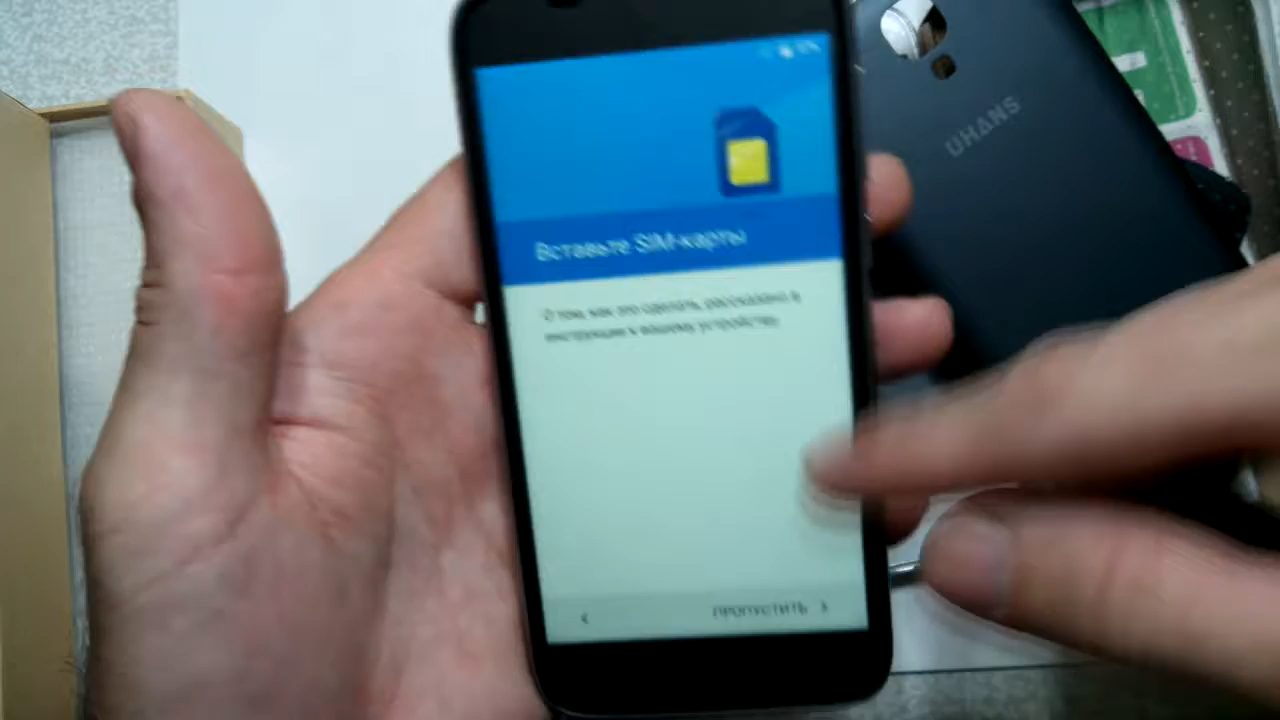 UHANS
Вставьте SIM-карты
О том, как это сделать, рассказано в
инструкции к вашему устройству.
ПРОПУСТИТЬ